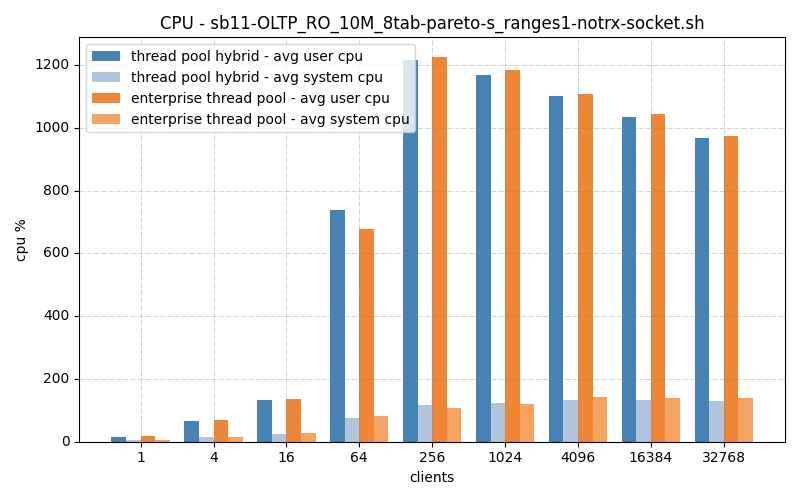 CPU - sb11-OLTP_RO_10M_8tab-pareto-s_ranges1-notrx-socket.sh
thread pool hybrid - avg user cpu
thread pool hybrid - avg system cpu
enterprise thread pool - avg user cpu
enterprise thread pool - avg system cpu
cpu %
1200
1000
800
600
400
200
0
1 4 16 64 256 1024 4096 16384 32768
clients